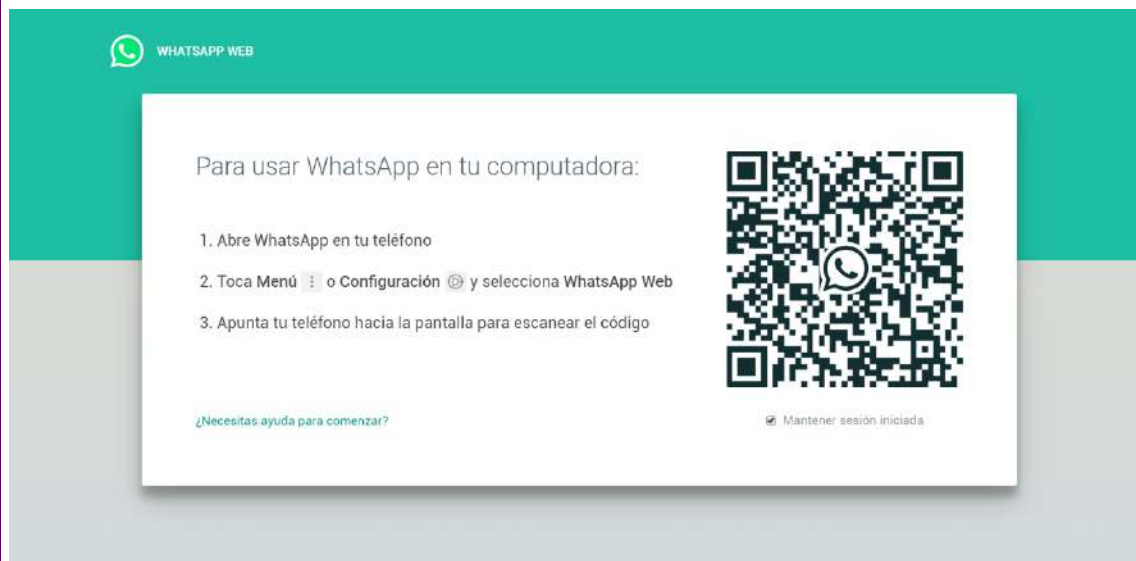 WHATSAPP WEB
Para usar WhatsApp en tu computadora:
1. Abre WhatsApp en tu teléfono
2. Toca Menú o Configuración y selecciona WhatsApp Web
3. Apunta tu teléfono hacia la pantalla para escanear el código
¿Necesitas ayuda para comenzar?
Mantener sesión iniciada